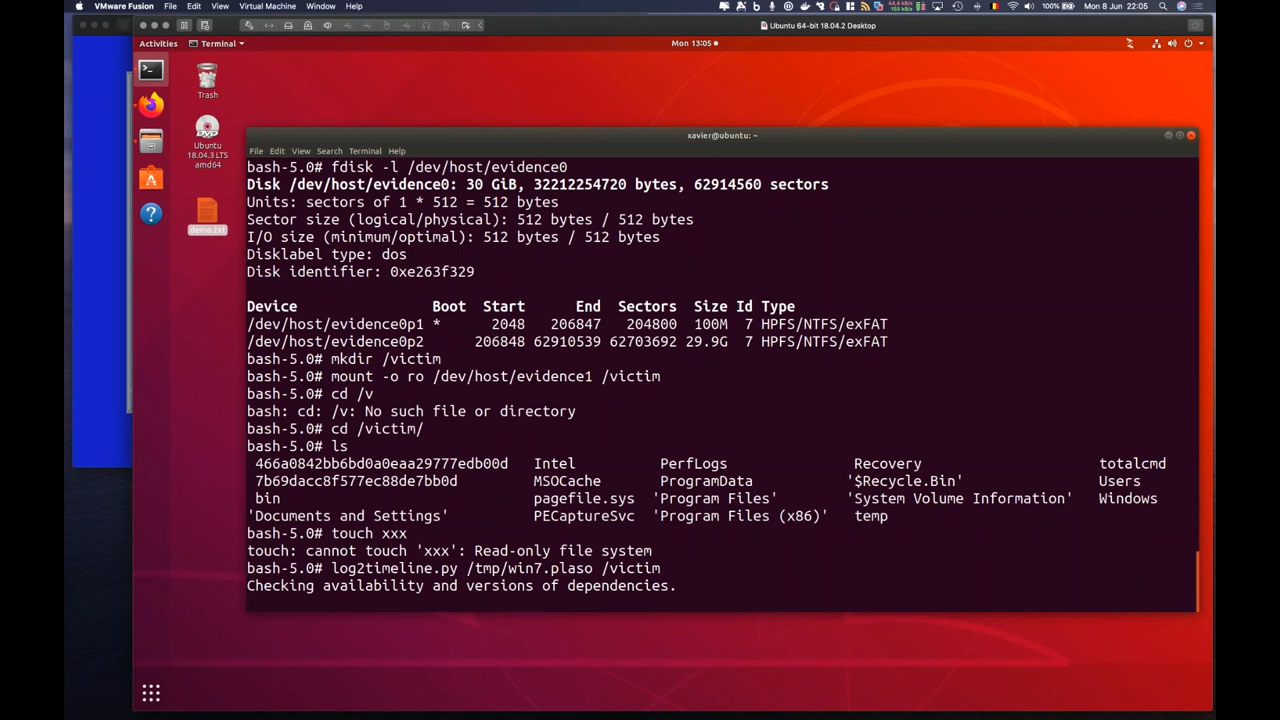 VMware Fusion File Edit View Virtual Machine Window Help 100% Mon 8 Jun 22:05
Ubuntu 64-bit 18.04.2 Desktop
Activities Terminal Mon 13:05
Trash
Ubuntu
18.04.3 LTS
amd64
demo.txt
xavier@ubuntu: ~
File Edit View Search Terminal Help
bash-5.0# fdisk -l /dev/host/evidence0
Disk /dev/host/evidence0: 30 GiB, 32212254720 bytes, 62914560 sectors
Units: sectors of 1 * 512 = 512 bytes
Sector size (logical/physical): 512 bytes / 512 bytes
I/O size (minimum/optimal): 512 bytes / 512 bytes
Disklabel type: dos
Disk identifier: 0xe263f329
Device Boot Start End Sectors Size Id Type
/dev/host/evidence0p1 * 2048 206847 204800 100M 7 HPFS/NTFS/exFAT
/dev/host/evidence0p2 206848 62910539 62703692 29.9G 7 HPFS/NTFS/exFAT
bash-5.0# mkdir /victim
bash-5.0# mount -o ro /dev/host/evidence1 /victim
bash-5.0# cd /v
bash: cd: /v: No such file or directory
bash-5.0# cd /victim/
bash-5.0# ls
466a0842bb6bd0a0eaa29777edb00d Intel PerfLogs Recovery totalcmd
7b69dacc8f577ec88de7bb0d MSOCache ProgramData '$Recycle.Bin' Users
bin pagefile.sys 'Program Files' 'System Volume Information' Windows
'Documents and Settings' PECaptureSvc 'Program Files (x86)' temp
bash-5.0# touch xxx
touch: cannot touch 'xxx': Read-only file system
bash-5.0# log2timeline.py /tmp/win7.plaso /victim
Checking availability and versions of dependencies.